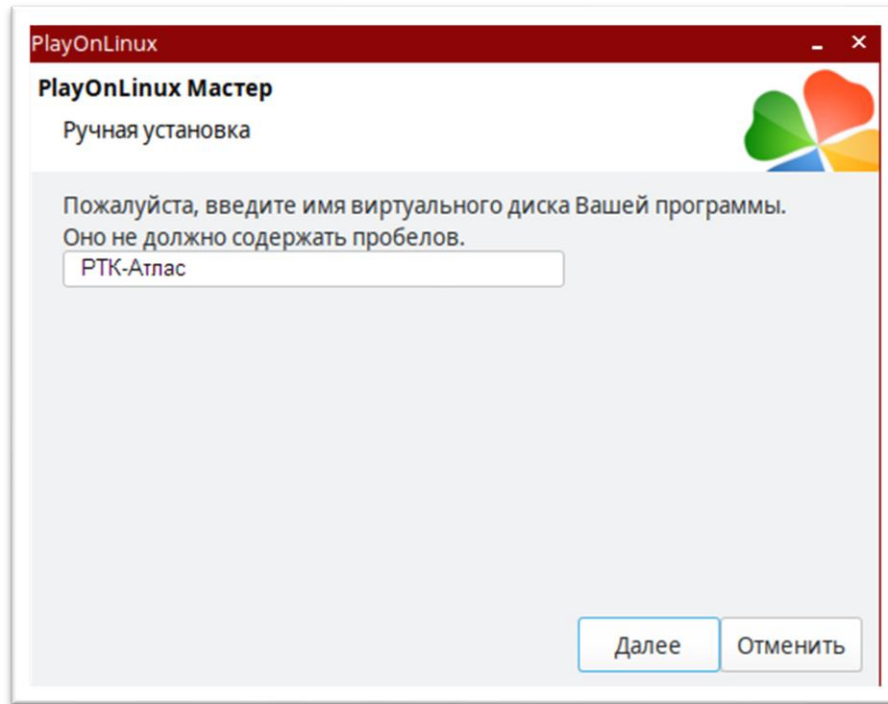 PlayOnLinux
PlayOnLinux Мастер
Ручная установка
Пожалуйста, введите имя виртуального диска Вашей программы.
Оно не должно содержать пробелов.
РТК-Атлас
Далее
Отменить